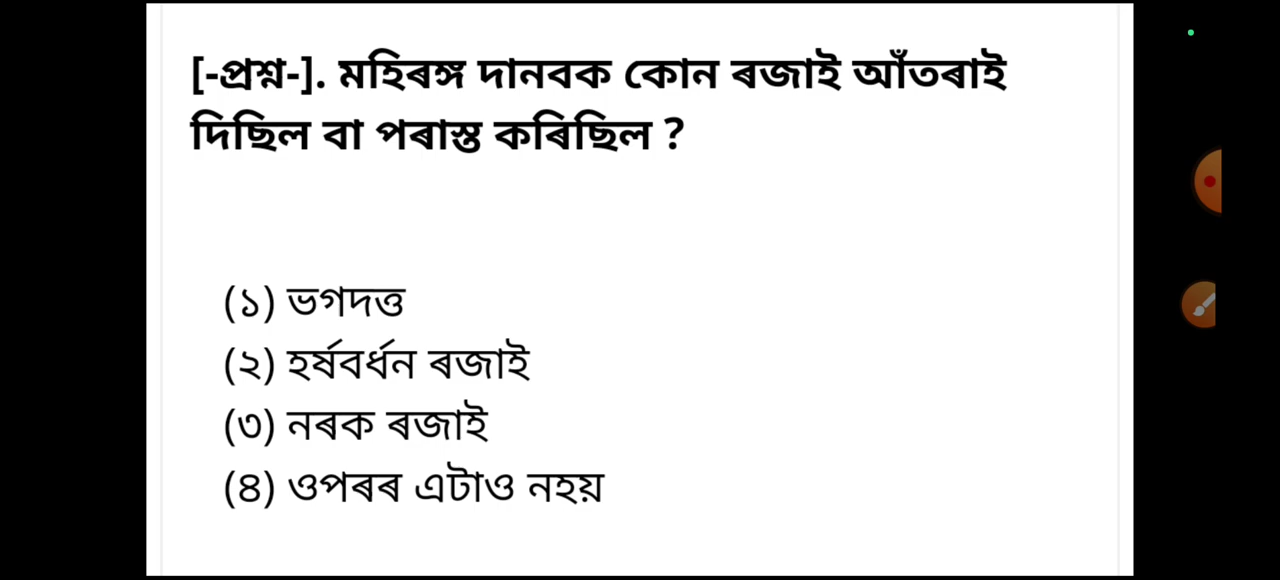 [-প্ৰশ্ন-]. মহিৰঙ্গ দানবক কোন ৰজাই আঁতৰাই
দিছিল বা পৰাস্ত কৰিছিল ?
(১) ভগদত্ত
(২) হৰ্ষবৰ্ধন ৰজাই
(৩) নৰক ৰজাই
(৪) ওপৰৰ এটাও নহয়